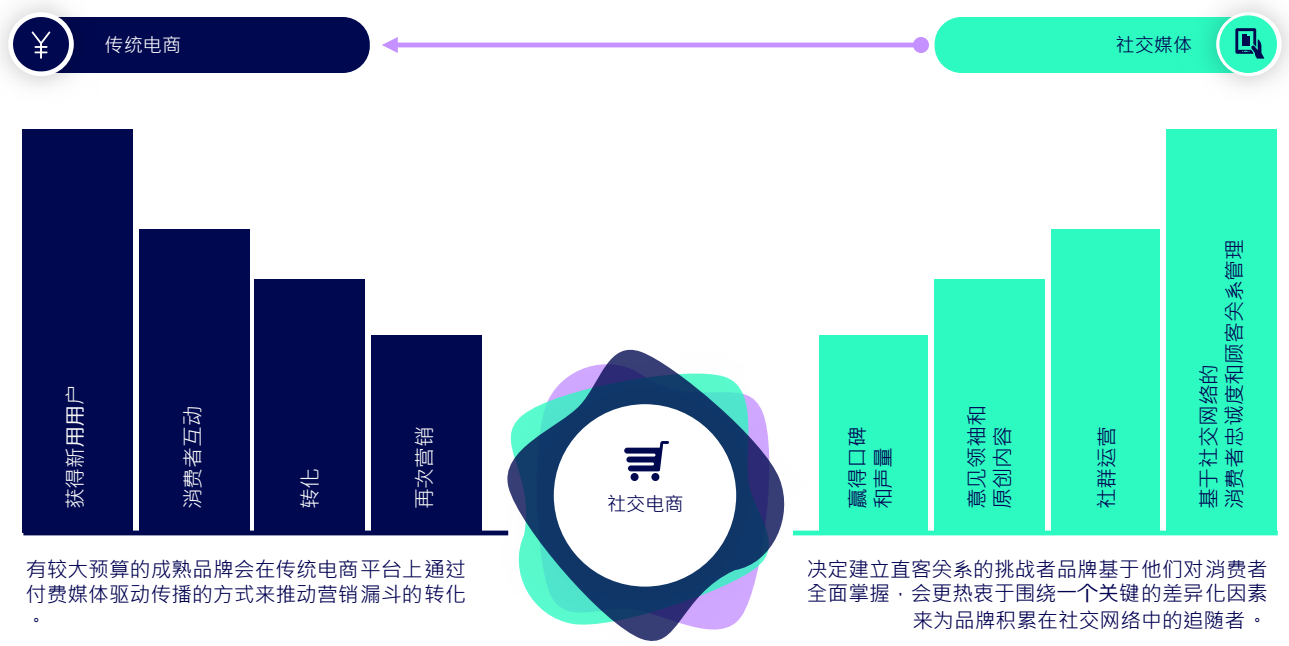 传统电商
社交媒体
获得新用用户
消费者互动
转化
再次营销
社交电商
赢得口碑
和声量
意见领袖和
原创内容
社群运营
基于社交网络的
消费者忠诚度和顾客关系管理
有较大预算的成熟品牌会在传统电商平台上通过
付费媒体驱动传播的方式来推动营销漏斗的转化
。
决定建立直客关系的挑战者品牌基于他们对消费者
全面掌握，会更热衷于围绕一个关键的差异化因素
来为品牌积累在社交网络中的追随者。